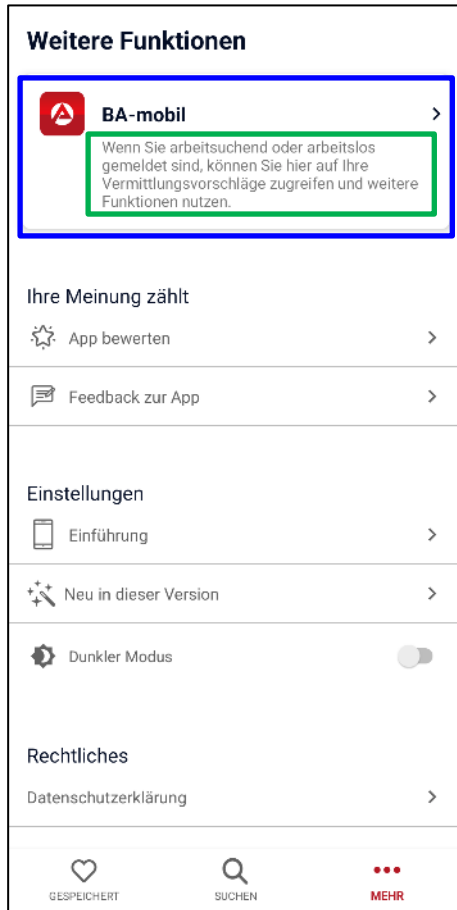 Weitere Funktionen
BA-mobil
Wenn Sie arbeitsuchend oder arbeitslos
gemeldet sind, können Sie hier auf Ihre
Vermittlungsvorschläge zugreifen und weitere
Funktionen nutzen.
Ihre Meinung zählt
App bewerten
Feedback zur App
Einstellungen
Einführung
Neu in dieser Version
Dunkler Modus
Rechtliches
Datenschutzerklärung
GESPEICHERT SUCHEN MEHR